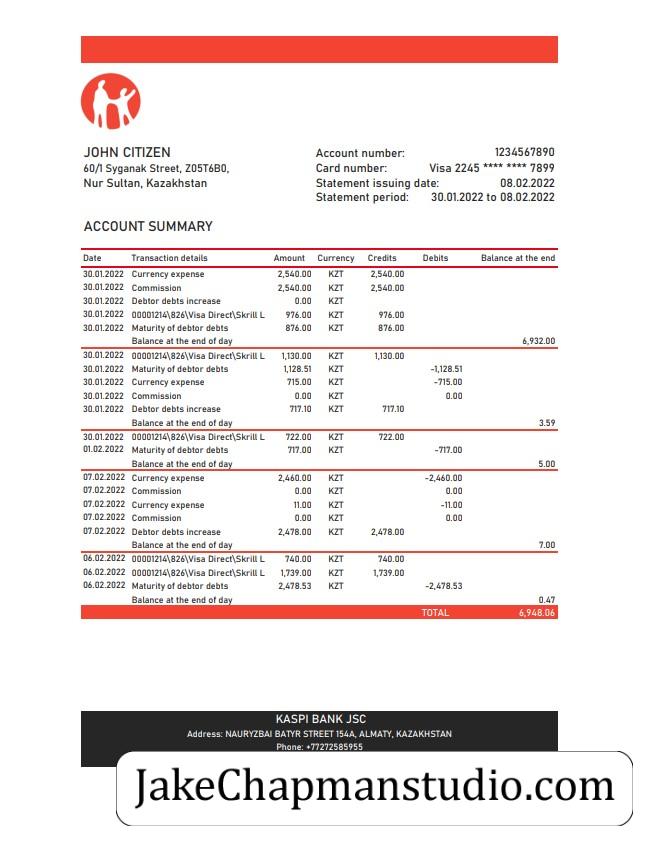 JOHN CITIZEN
60/1 Syganak Street, Z05T6B0,
Nur Sultan, Kazakhstan
Account number: 1234567890
Card number: Visa 2245 **** **** 7899
Statement issuing date: 08.02.2022
Statement period: 30.01.2022 to 08.02.2022
ACCOUNT SUMMARY
Date Transaction details Amount Currency Credits Debits Balance at the end
30.01.2022 Currency expense 2,540.00 KZT 2,540.00
30.01.2022 Commission 2,540.00 KZT 2,540.00
30.01.2022 Debtor debts increase 0.00 KZT
30.01.2022 00001214\826\Visa Direct\Skrill L 976.00 KZT 976.00
30.01.2022 Maturity of debtor debts 876.00 KZT 876.00
Balance at the end of day 6,932.00
30.01.2022 00001214\826\Visa Direct\Skrill L 1,130.00 KZT 1,130.00
30.01.2022 Maturity of debtor debts 1,128.51 KZT -1,128.51
30.01.2022 Currency expense 715.00 KZT -715.00
30.01.2022 Commission 0.00 KZT 0.00
30.01.2022 Debtor debts increase 717.10 KZT 717.10
Balance at the end of day 3.59
30.01.2022 00001214\826\Visa Direct\Skrill L 722.00 KZT 722.00
01.02.2022 Maturity of debtor debts 717.00 KZT -717.00
Balance at the end of day 5.00
07.02.2022 Currency expense 2,460.00 KZT -2,460.00
07.02.2022 Commission 0.00 KZT 0.00
07.02.2022 Currency expense 11.00 KZT -11.00
07.02.2022 Commission 0.00 KZT 0.00
07.02.2022 Debtor debts increase 2,478.00 KZT 2,478.00
Balance at the end of day 7.00
06.02.2022 00001214\826\Visa Direct\Skrill L 740.00 KZT 740.00
06.02.2022 00001214\826\Visa Direct\Skrill L 1,739.00 KZT 1,739.00
06.02.2022 Maturity of debtor debts 2,478.53 KZT -2,478.53
Balance at the end of day 0.47
TOTAL 6,948.06
KASPI BANK JSC
Address: NAURYZBAI BATYR STREET 154A, ALMATY, KAZAKHSTAN
Phone: +77272585955
JakeChapmanstudio.com